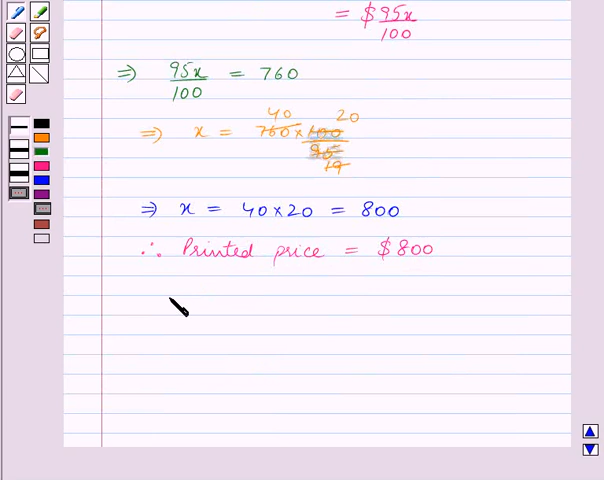 = $ 95x/100
⇒ 95x/100 = 760
40 20
⇒ x = 760 × 100/95
19
⇒ x = 40 × 20 = 800
∴ Printed price = $ 800